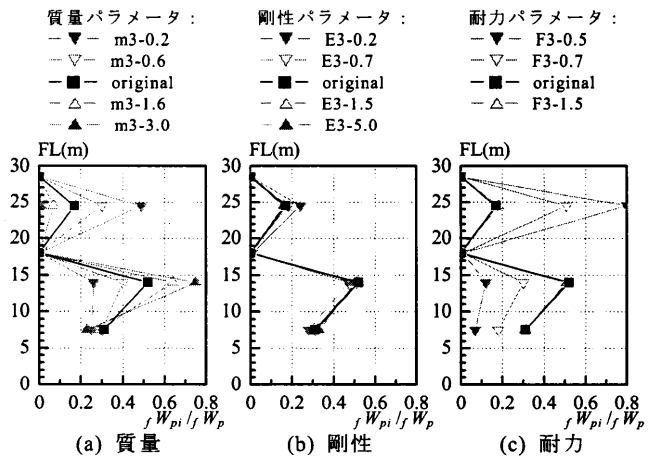 質量パラメータ：
m3-0.2
m3-0.6
original
m3-1.6
m3-3.0
剛性パラメータ：
E3-0.2
E3-0.7
original
E3-1.5
E3-5.0
耐力パラメータ：
F3-0.5
F3-0.7
original
F3-1.5
FL(m)
30
25
20
15
10
5
0
0 0.2 0.4 0.6 0.8
fWpi/fWp
(a) 質量
FL(m)
30
25
20
15
10
5
0
0 0.2 0.4 0.6 0.8
fWpi/fWp
(b) 剛性
FL(m)
30
25
20
15
10
5
0
0 0.2 0.4 0.6 0.8
fWpi/fWp
(c) 耐力